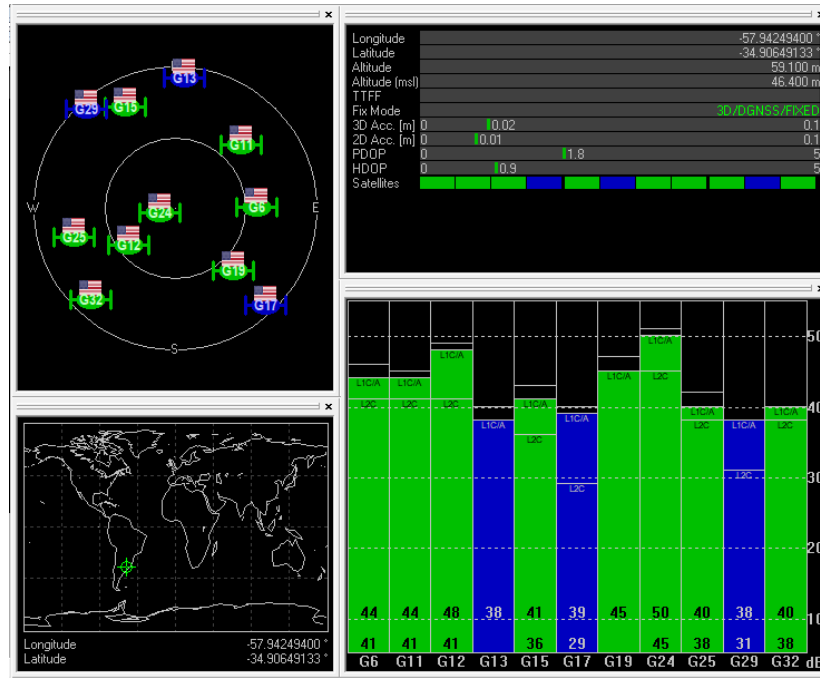 G13
G29 G15
G11
W G24 G6 E
G25 G12
G19
G32 G17
S
Longitude -57.94249400 °
Latitude -34.90649133 °
Longitude -57.94249400 °
Latitude -34.90649133 °
Altitude 59.100 m
Altitude (msl) 46.400 m
TTFF
Fix Mode 3D/DGNSS/FIXED
3D Acc. [m] 0 0.02 0.1
2D Acc. [m] 0 0.01 0.1
PDOP 0 1.8 5
HDOP 0 0.9 5
Satellites
50
L1C/A L1C/A L1C/A L1C/A L1C/A L1C/A L1C/A L1C/A L1C/A L1C/A L1C/A
L2C L2C L2C L2C L2C L2C L2C L2C L2C
40
30
20
44 44 48 38 41 39 45 50 40 38 40
10
41 41 41 36 29 45 38 31 38
G6 G11 G12 G13 G15 G17 G19 G24 G25 G29 G32 dB